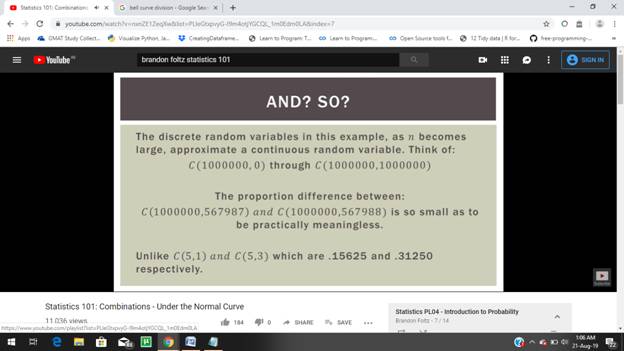 Statistics 101: Combination:
bell curve division - Google Sea
youtube.com/watch?v=nxnZE1ZeqXw&list=PLIeGtxpvyG-I9m4otjYGCQL_1m0Edm0LA&index=7
Apps
GMAT Study Collect...
Python: Visualize Python, Ja...
CreatingDataframe...
Learn to Program: T...
Learn to Program:...
Open Source tools f...
12 Tidy data | R for...
free-programming-...
YouTube
brandon foltz statistics 101
SIGN IN
AND? SO?
The discrete random variables in this example, as n becomes
large, approximate a continuous random variable. Think of:
C(1000000, 0) through C(1000000,1000000)
The proportion difference between:
C(1000000,567987) and C(1000000,567988) is so small as to
be practically meaningless.
Unlike C(5,1) and C(5,3) which are .15625 and .31250
respectively.
Statistics 101: Combinations - Under the Normal Curve
11,036 views
184
0
SHARE
SAVE
Statistics PL04 - Introduction to Probability
Brandon Foltz - 7 / 14
https://www.youtube.com/playlist?list=PLIeGtxpvyG-I9m4otjYGCQL_1m0Edm0LA
1:06 AM
21-Aug-19